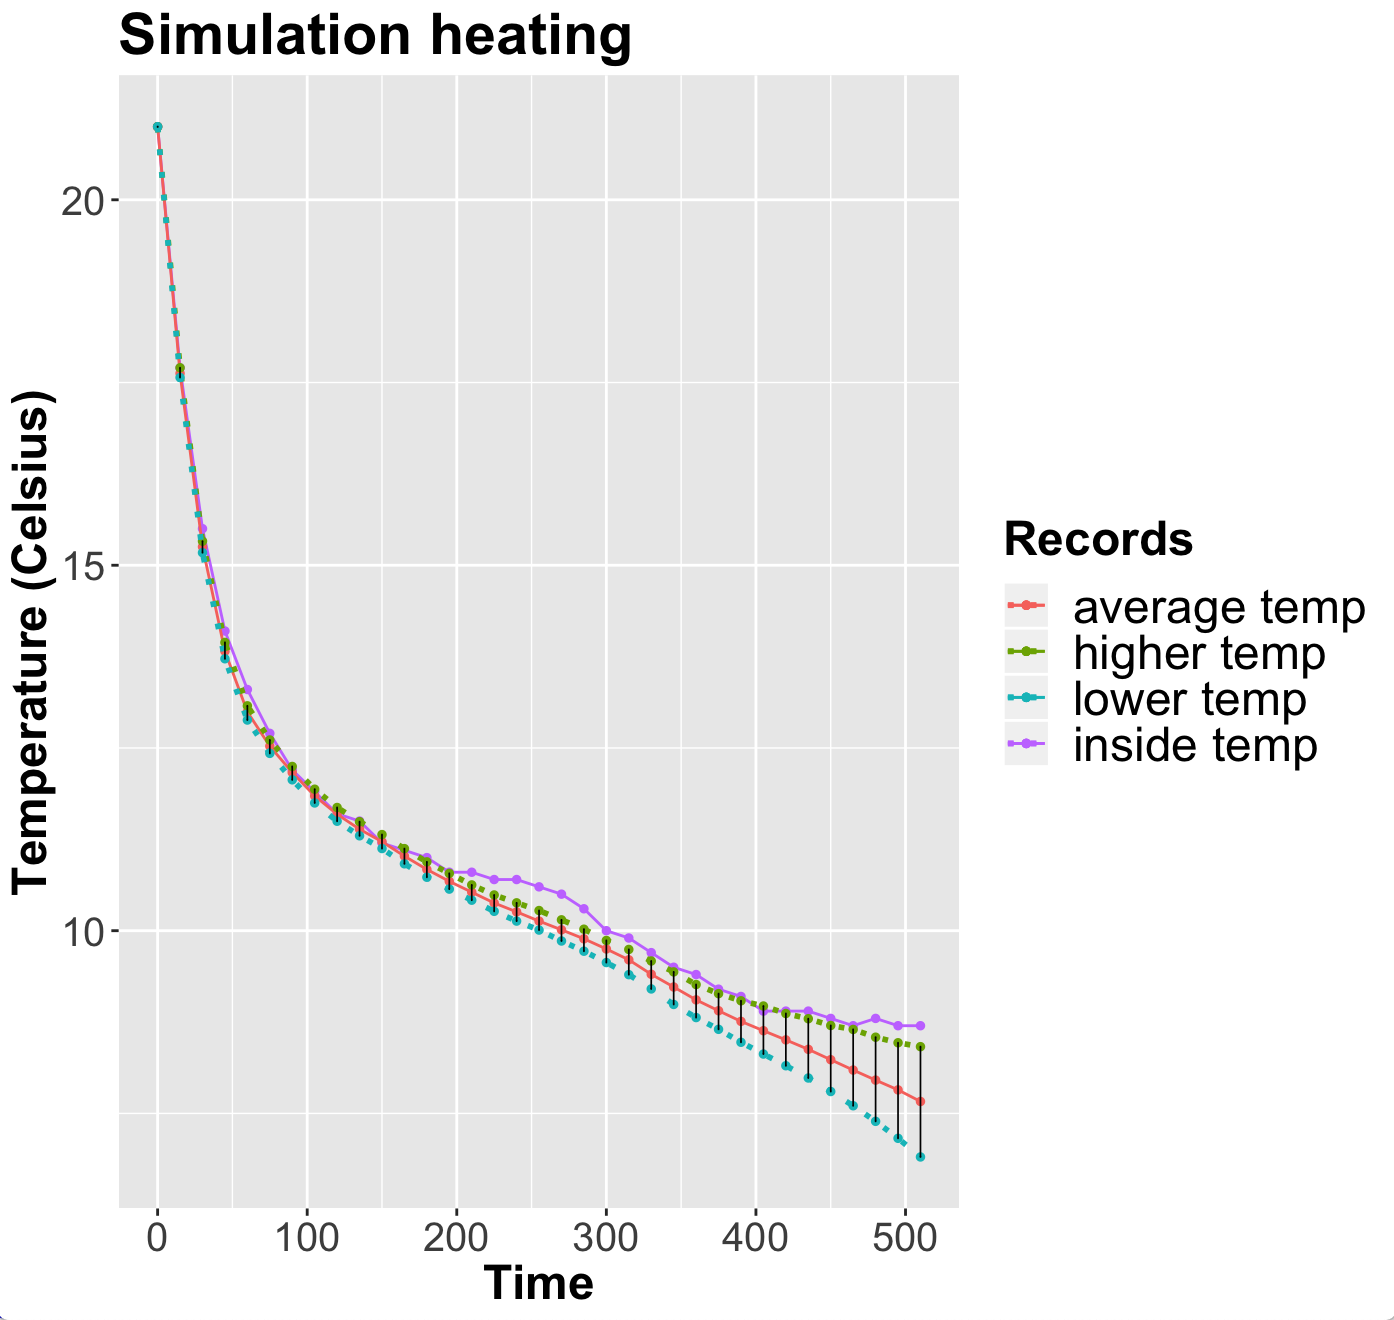 Simulation heating
Temperature (Celsius)
20
15
10
0 100 200 300 400 500
Time
Records
average temp
higher temp
lower temp
inside temp